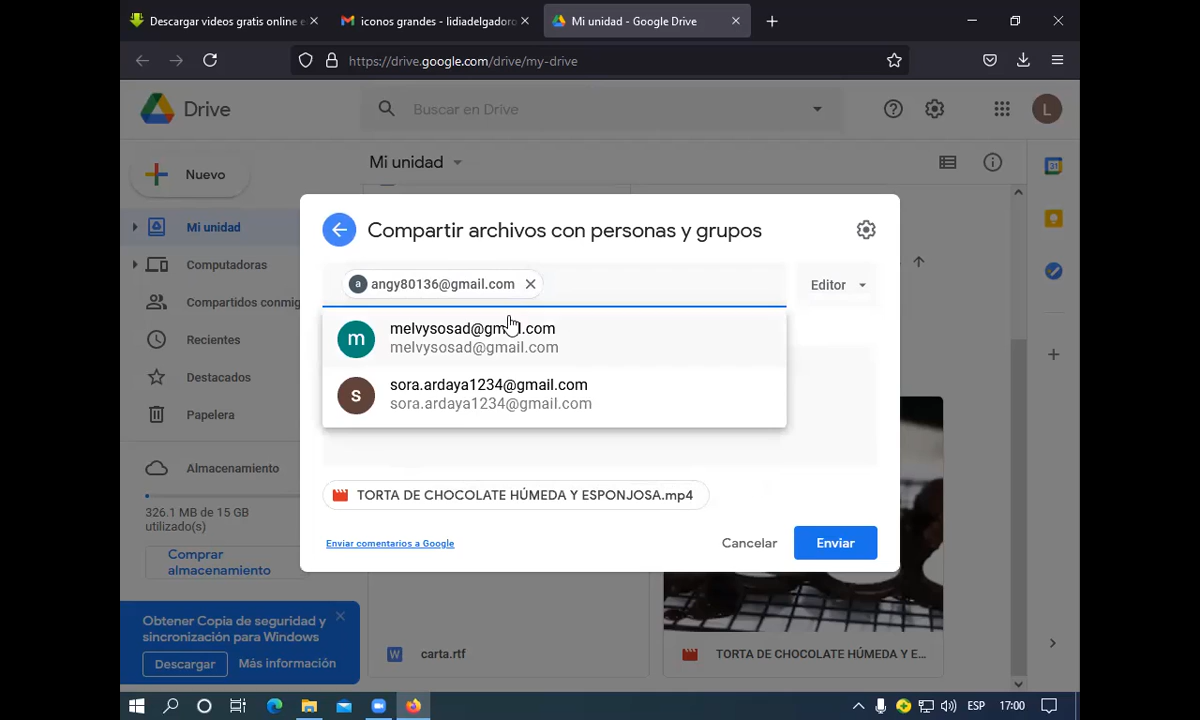 Descargar videos gratis online e
iconos grandes - lidiadelgadoro
Mi unidad - Google Drive
https://drive.google.com/drive/my-drive
Drive
Buscar en Drive
L
Nuevo
Mi unidad
Mi unidad
Computadoras
Compartidos conmig
Recientes
Destacados
Papelera
Almacenamiento
326.1 MB de 15 GB
utilizado(s)
Comprar
almacenamiento
Obtener Copia de seguridad y
sincronización para Windows
Descargar
Más información
Compartir archivos con personas y grupos
a angy80136@gmail.com
Editor
m
melvysosad@gmail.com
melvysosad@gmail.com
s
sora.ardaya1234@gmail.com
sora.ardaya1234@gmail.com
TORTA DE CHOCOLATE HÚMEDA Y ESPONJOSA.mp4
Enviar comentarios a Google
Cancelar
Enviar
W carta.rtf
TORTA DE CHOCOLATE HÚMEDA Y E...
31
ESP
17:00